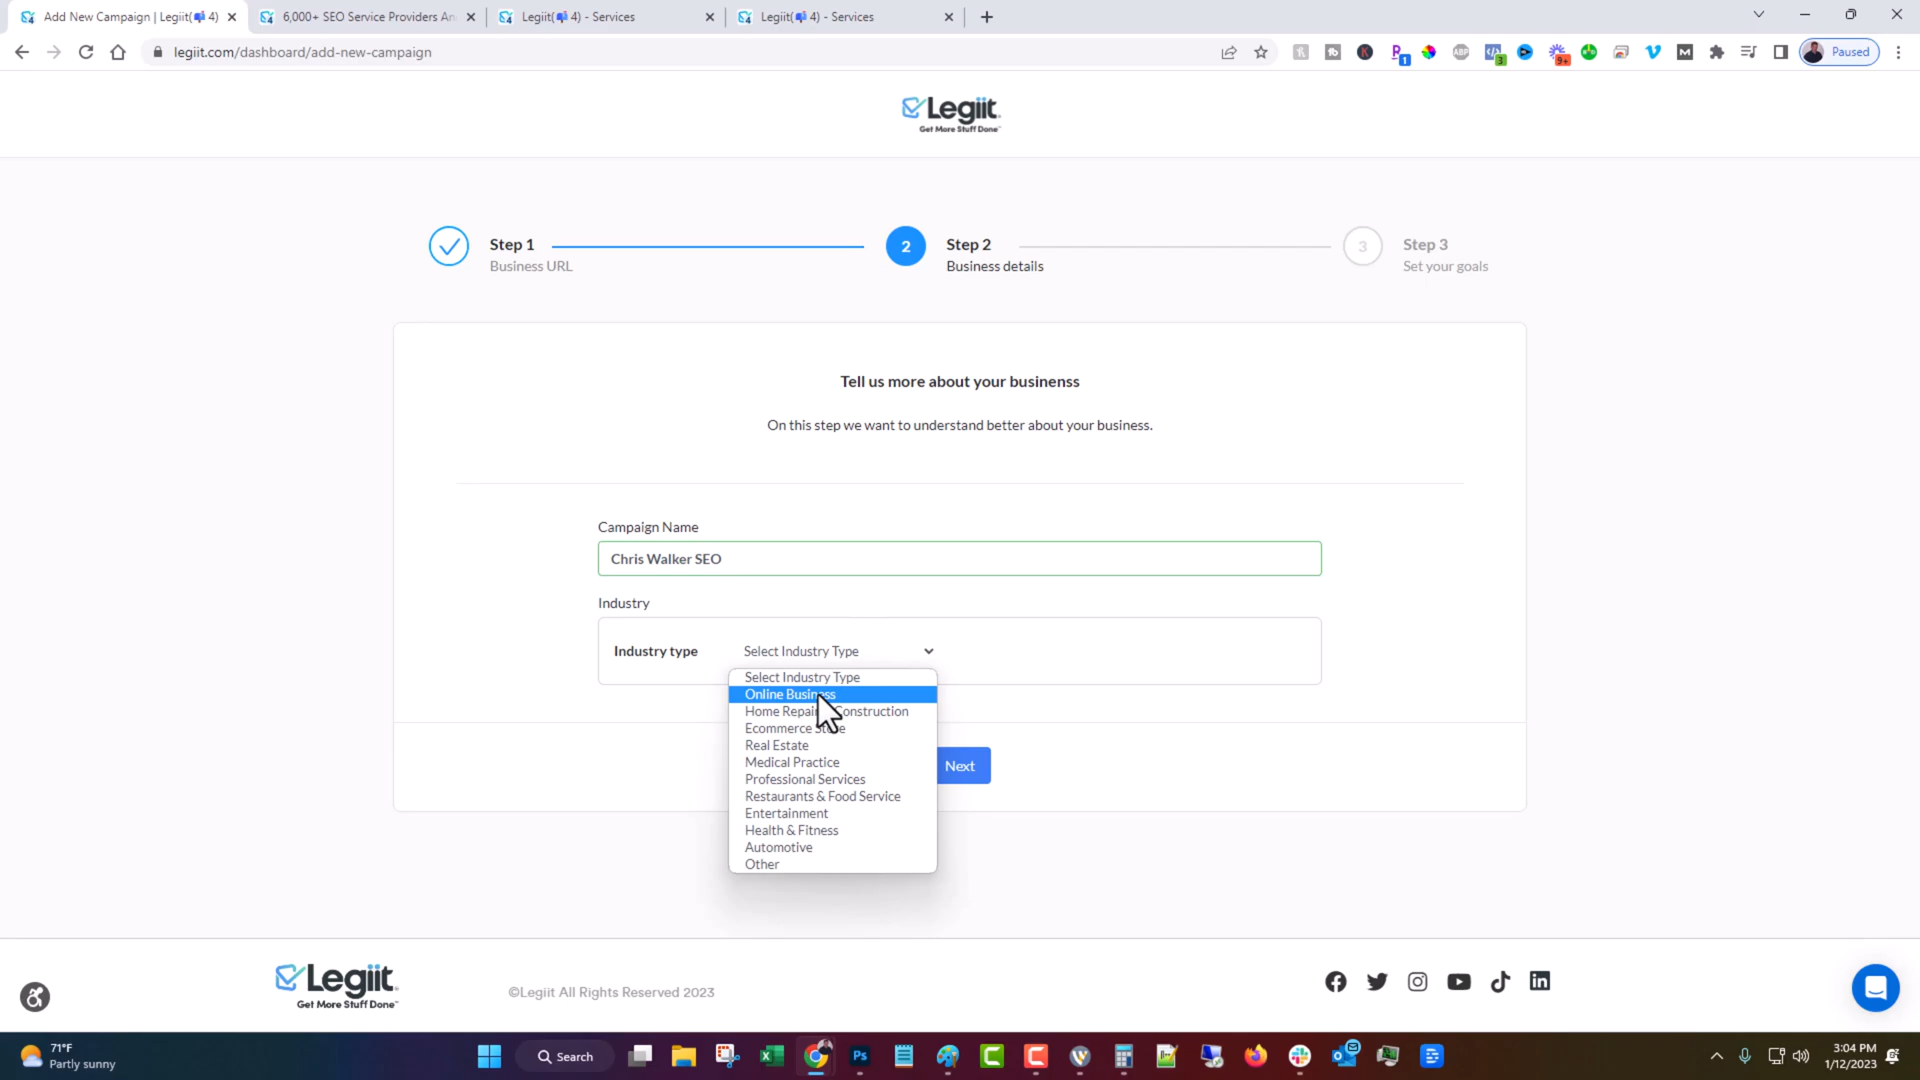 Add New Campaign | Legiit(📬 4)
6,000+ SEO Service Providers An
Legiit(📬 4) - Services
Legiit(📬 4) - Services
legiit.com/dashboard/add-new-campaign
Paused
Legiit
Get More Stuff Done™
Step 1
Business URL
2
Step 2
Business details
3
Step 3
Set your goals
Tell us more about your businenss
On this step we want to understand better about your business.
Campaign Name
Chris Walker SEO
Industry
Industry type
Select Industry Type
Select Industry Type
Online Business
Home Repair Construction
Ecommerce Store
Real Estate
Medical Practice
Professional Services
Restaurants & Food Service
Entertainment
Health & Fitness
Automotive
Other
Next
Legiit
Get More Stuff Done™
©Legiit All Rights Reserved 2023
71°F
Partly sunny
Search
3:04 PM
1/12/2023